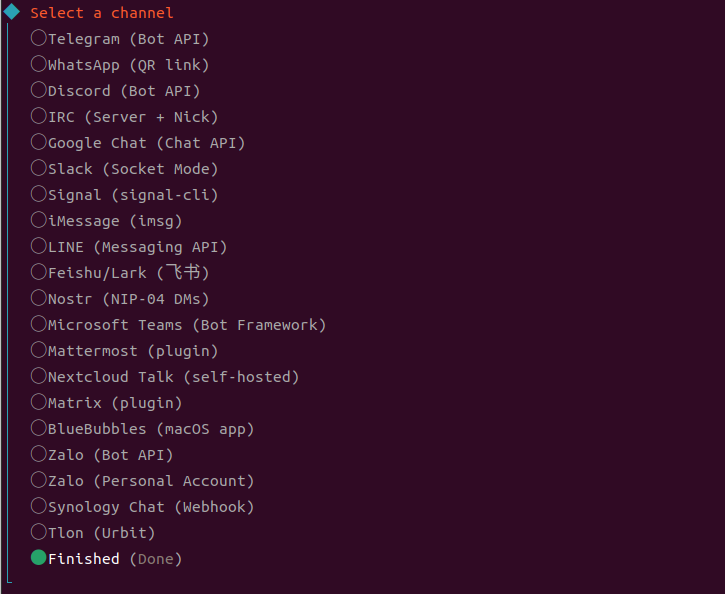 Select a channel
Telegram (Bot API)
WhatsApp (QR link)
Discord (Bot API)
IRC (Server + Nick)
Google Chat (Chat API)
Slack (Socket Mode)
Signal (signal-cli)
iMessage (imsg)
LINE (Messaging API)
Feishu/Lark (飞书)
Nostr (NIP-04 DMs)
Microsoft Teams (Bot Framework)
Mattermost (plugin)
Nextcloud Talk (self-hosted)
Matrix (plugin)
BlueBubbles (macOS app)
Zalo (Bot API)
Zalo (Personal Account)
Synology Chat (Webhook)
Tlon (Urbit)
Finished (Done)